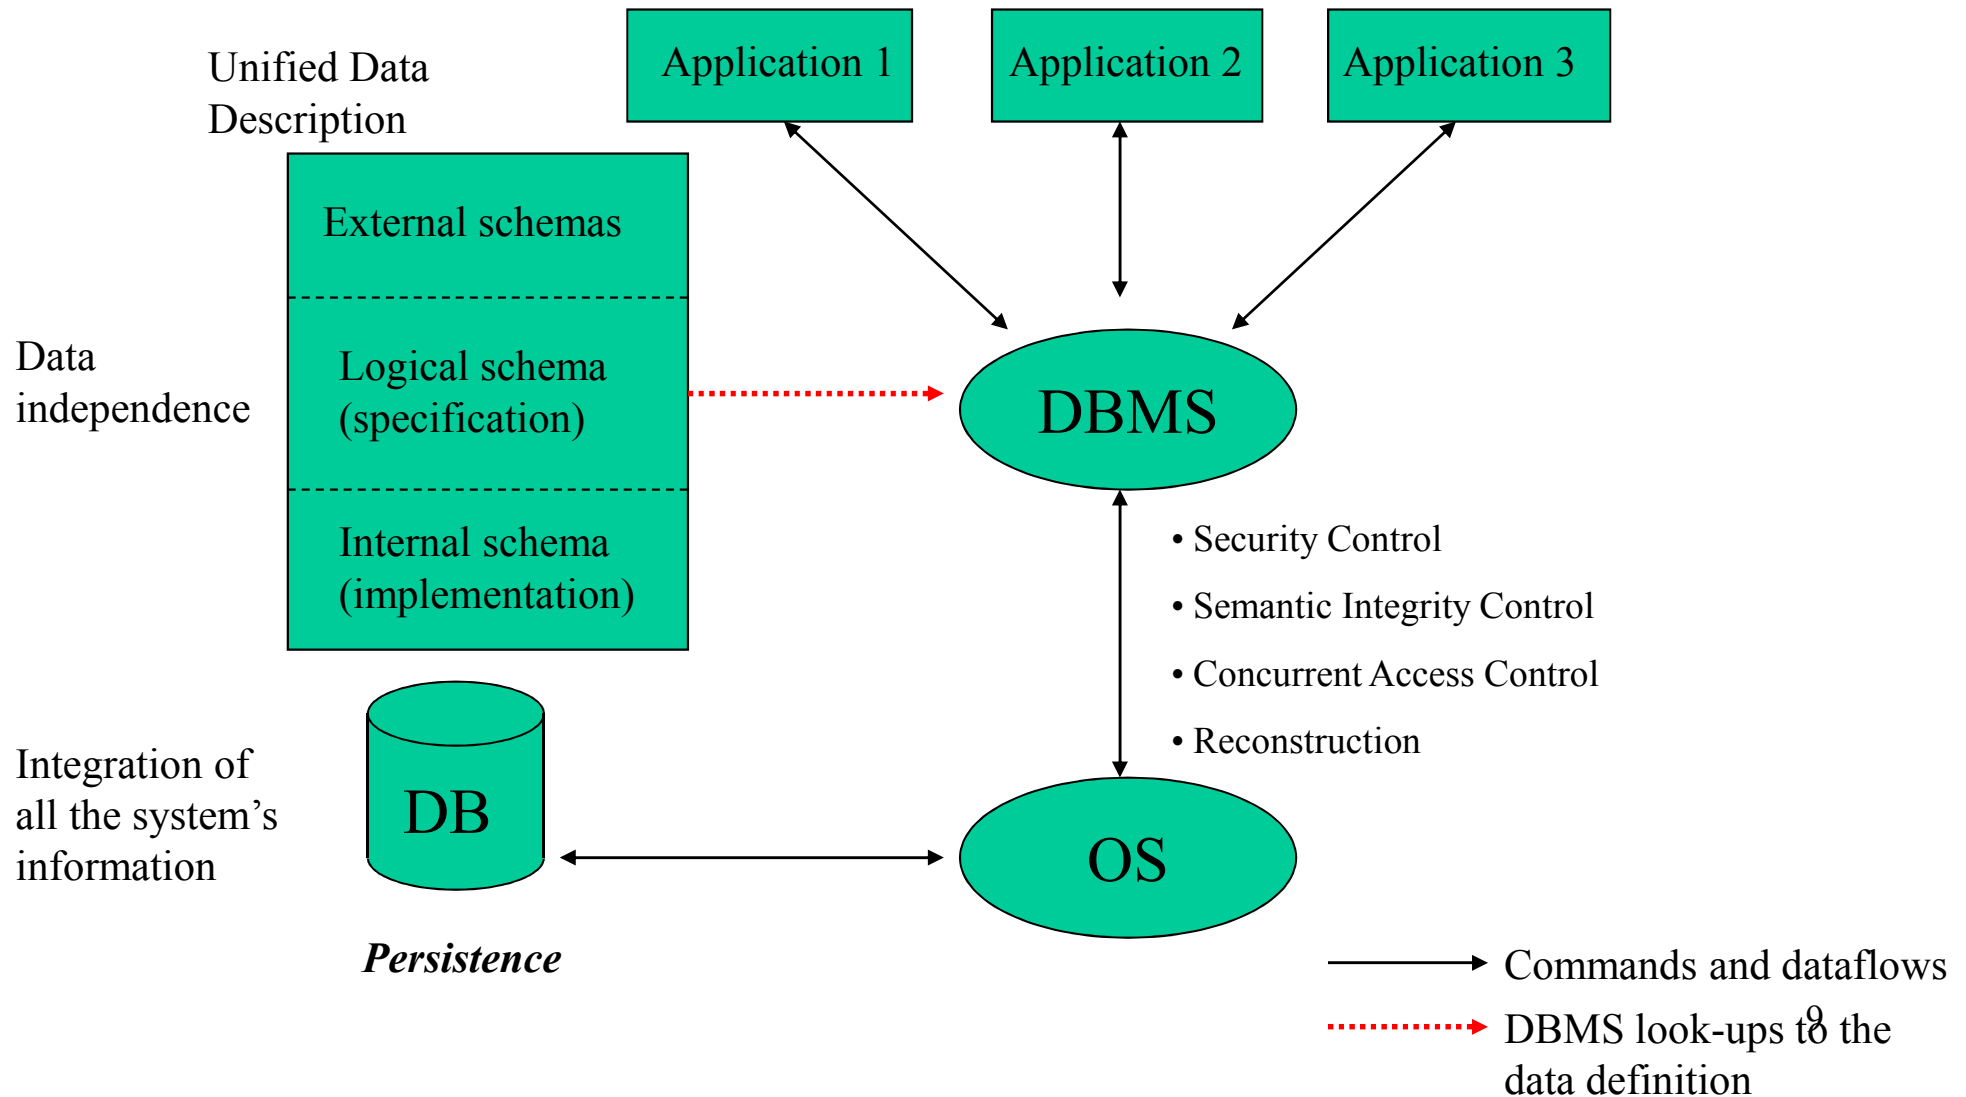 Unified Data
Description
Application 1
Application 2
Application 3
External schemas
Data
independence
Logical schema
(specification)
DBMS
Internal schema
(implementation)
• Security Control
• Semantic Integrity Control
• Concurrent Access Control
• Reconstruction
Integration of
all the system’s
information
DB
OS
Persistence
Commands and dataflows
DBMS look-ups to the
data definition
9